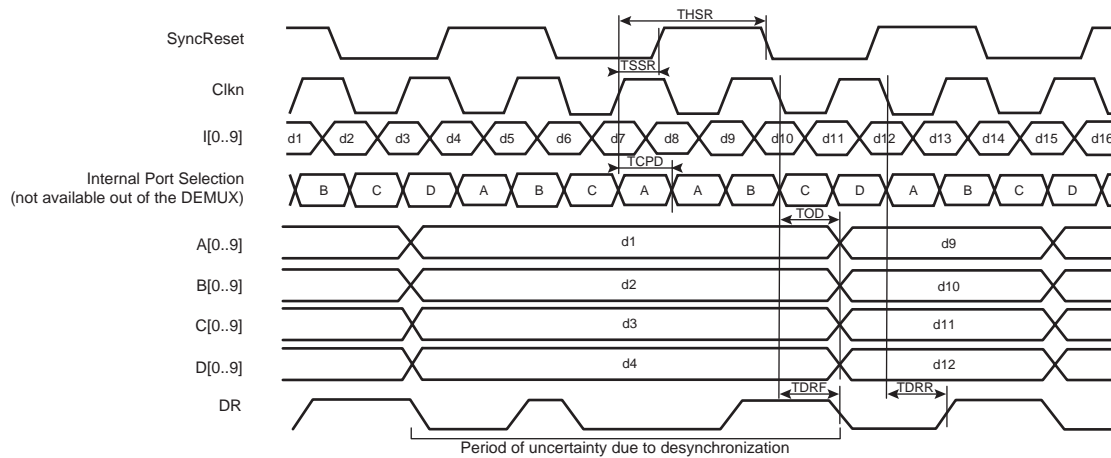 THSR
SyncReset
TSSR
Clkn
I[0..9] d1 d2 d3 d4 d5 d6 d7 d8 d9 d10 d11 d12 d13 d14 d15 d16
TCPD
Internal Port Selection
(not available out of the DEMUX)
B C D A B C A A B C D A B C D
TOD
A[0..9] d1 d9
B[0..9] d2 d10
C[0..9] d3 d11
D[0..9] d4 d12
TDRF TDRR
DR
Period of uncertainty due to desynchronization